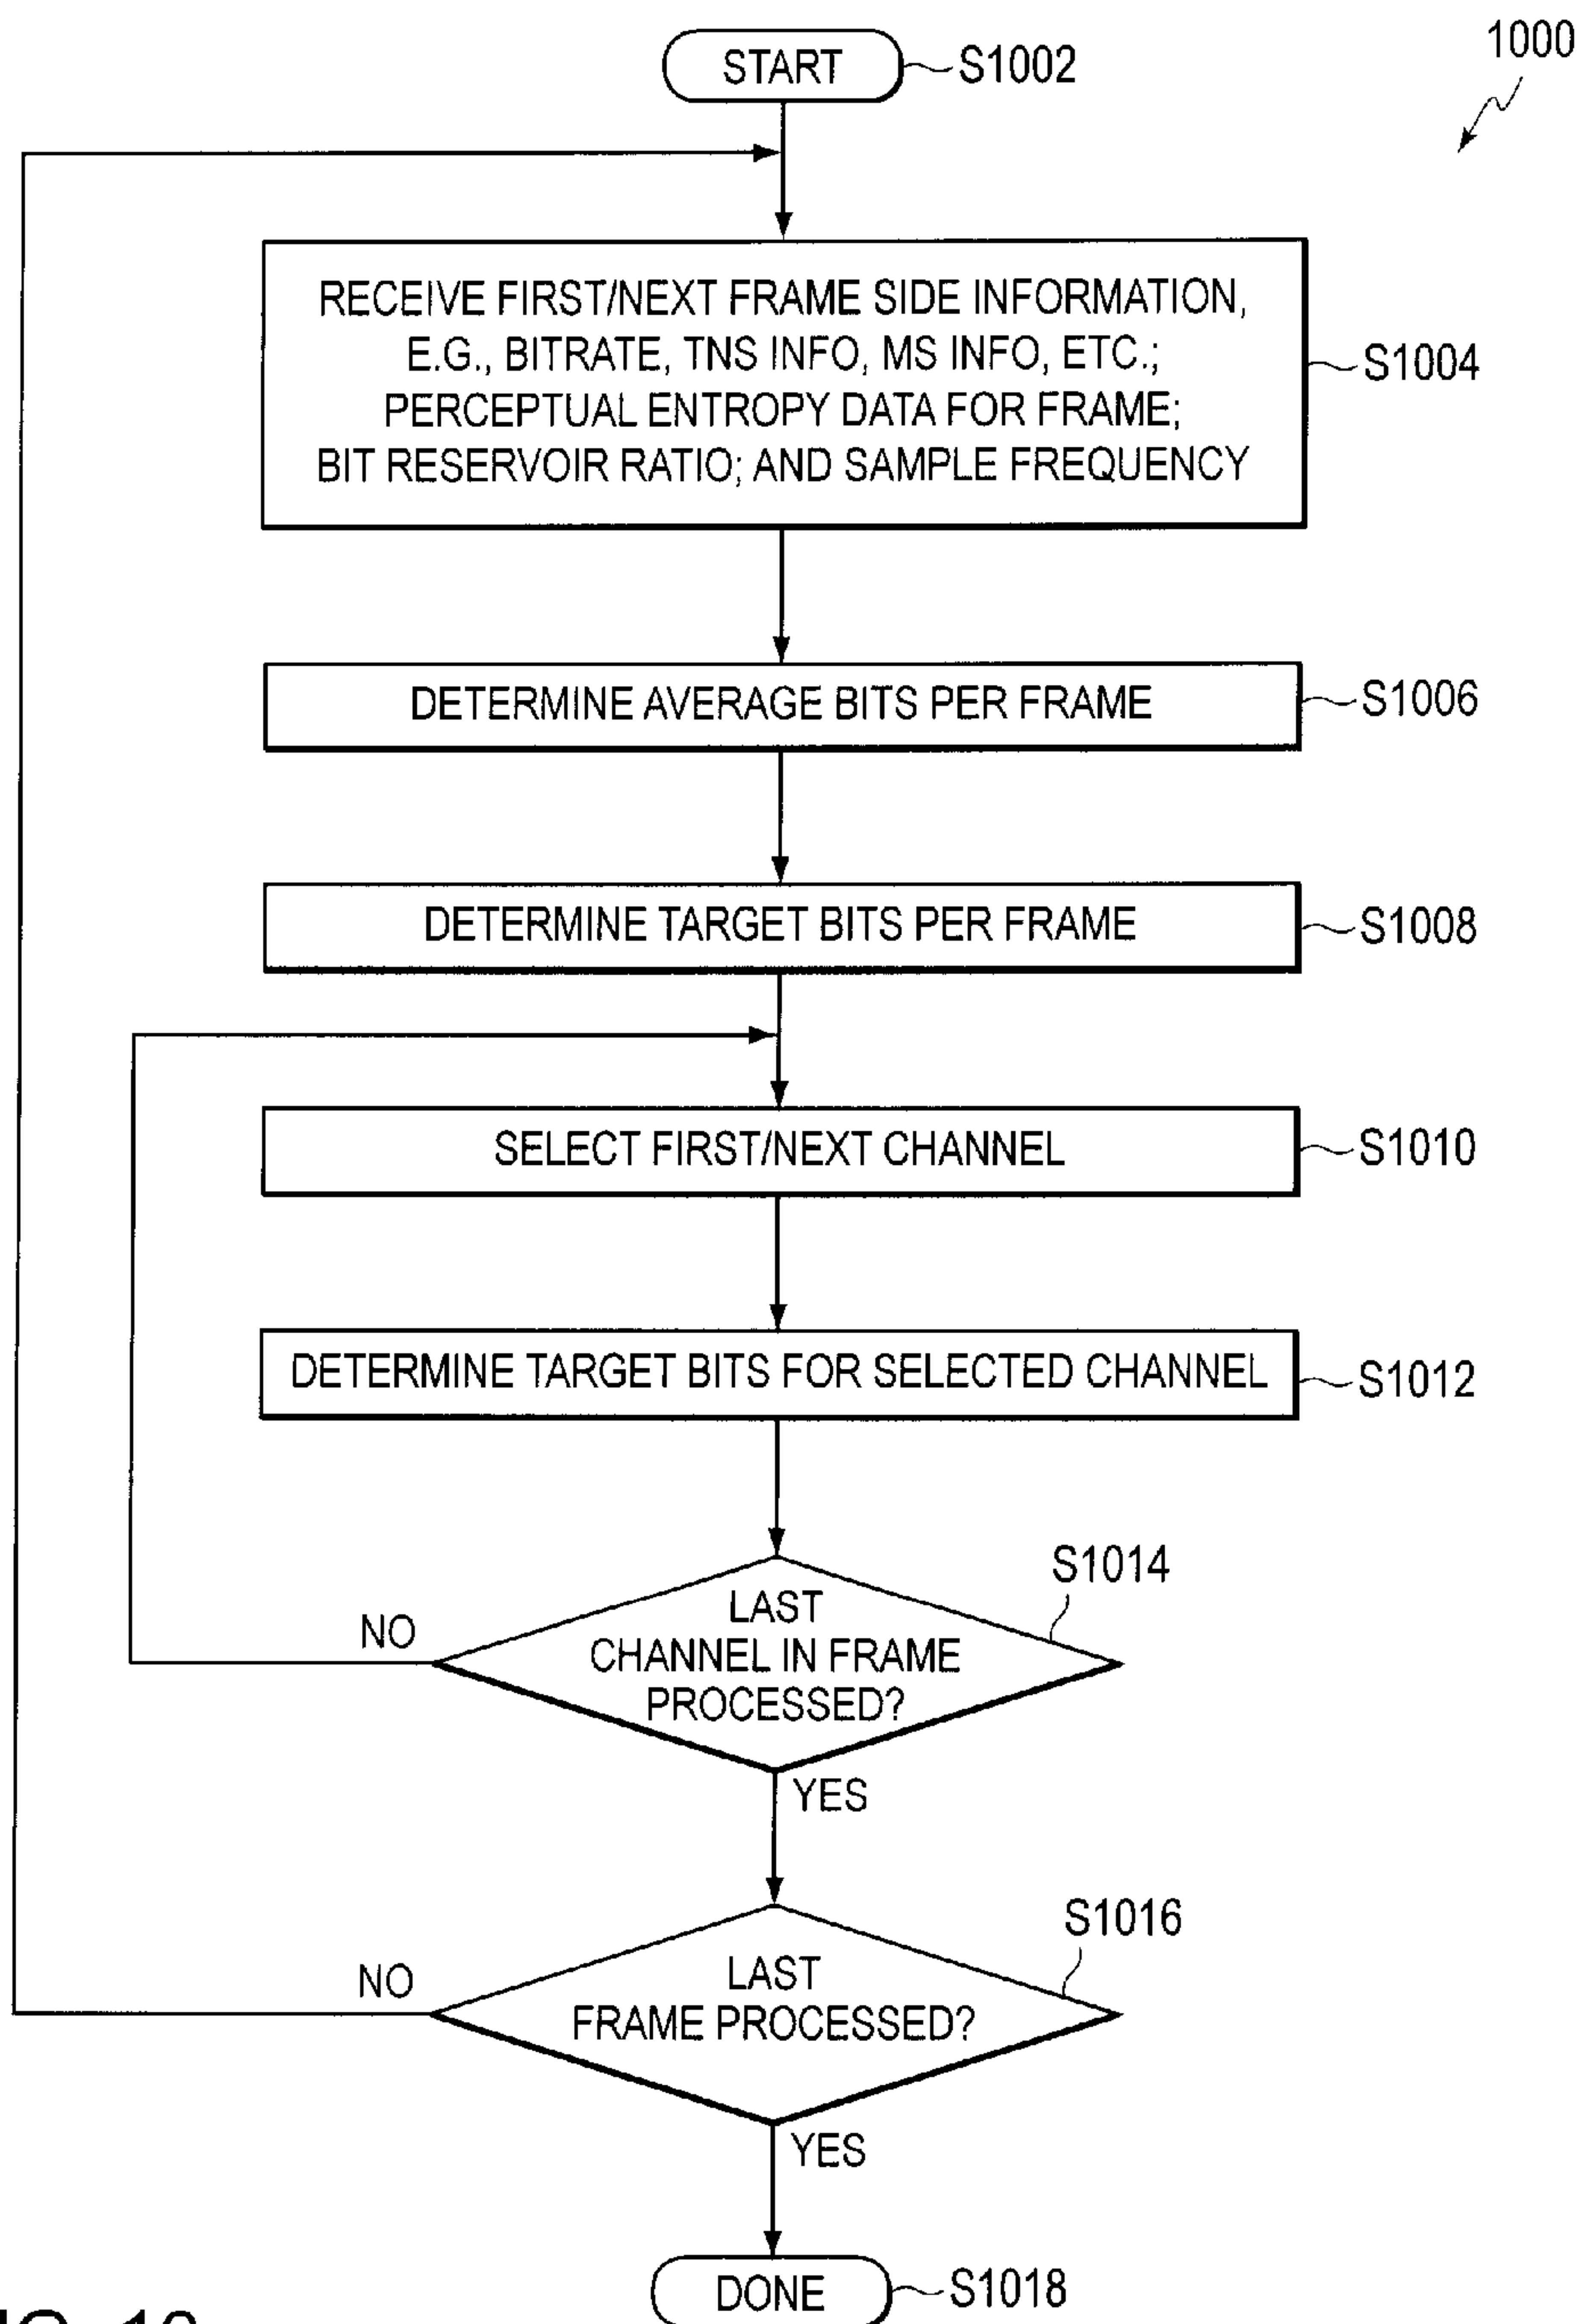 1000
START
S1002
RECEIVE FIRST/NEXT FRAME SIDE INFORMATION,
E.G., BITRATE, TNS INFO, MS INFO, ETC.;
PERCEPTUAL ENTROPY DATA FOR FRAME;
BIT RESERVOIR RATIO; AND SAMPLE FREQUENCY
S1004
DETERMINE AVERAGE BITS PER FRAME
S1006
DETERMINE TARGET BITS PER FRAME
S1008
SELECT FIRST/NEXT CHANNEL
S1010
DETERMINE TARGET BITS FOR SELECTED CHANNEL
S1012
S1014
LAST
CHANNEL IN FRAME
PROCESSED?
NO
YES
S1016
LAST
FRAME PROCESSED?
NO
YES
DONE
S1018